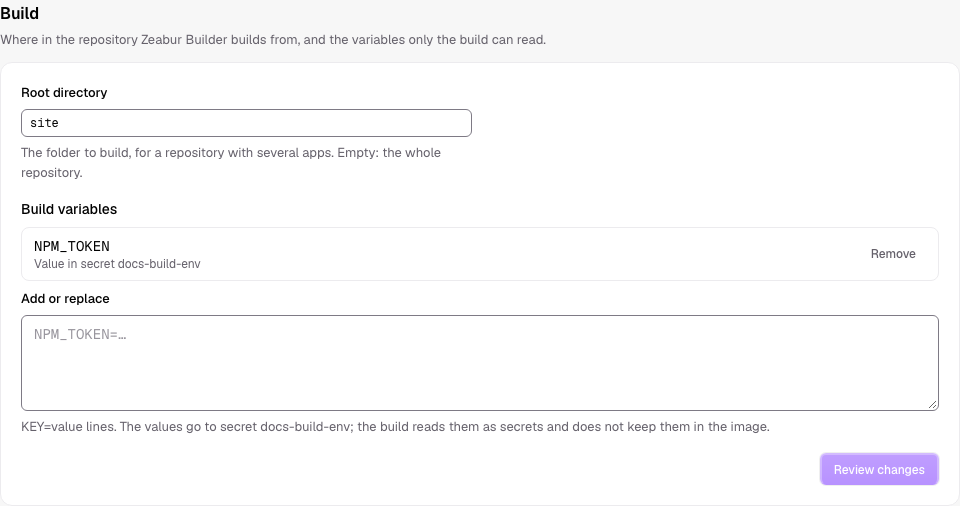 Build
Where in the repository Zeabur Builder builds from, and the variables only the build can read.
Root directory
site
The folder to build, for a repository with several apps. Empty: the whole
repository.
Build variables
NPM_TOKEN
Value in secret docs-build-env
Remove
Add or replace
NPM_TOKEN=…
KEY=value lines. The values go to secret docs-build-env; the build reads them as secrets and does not keep them in the image.
Review changes